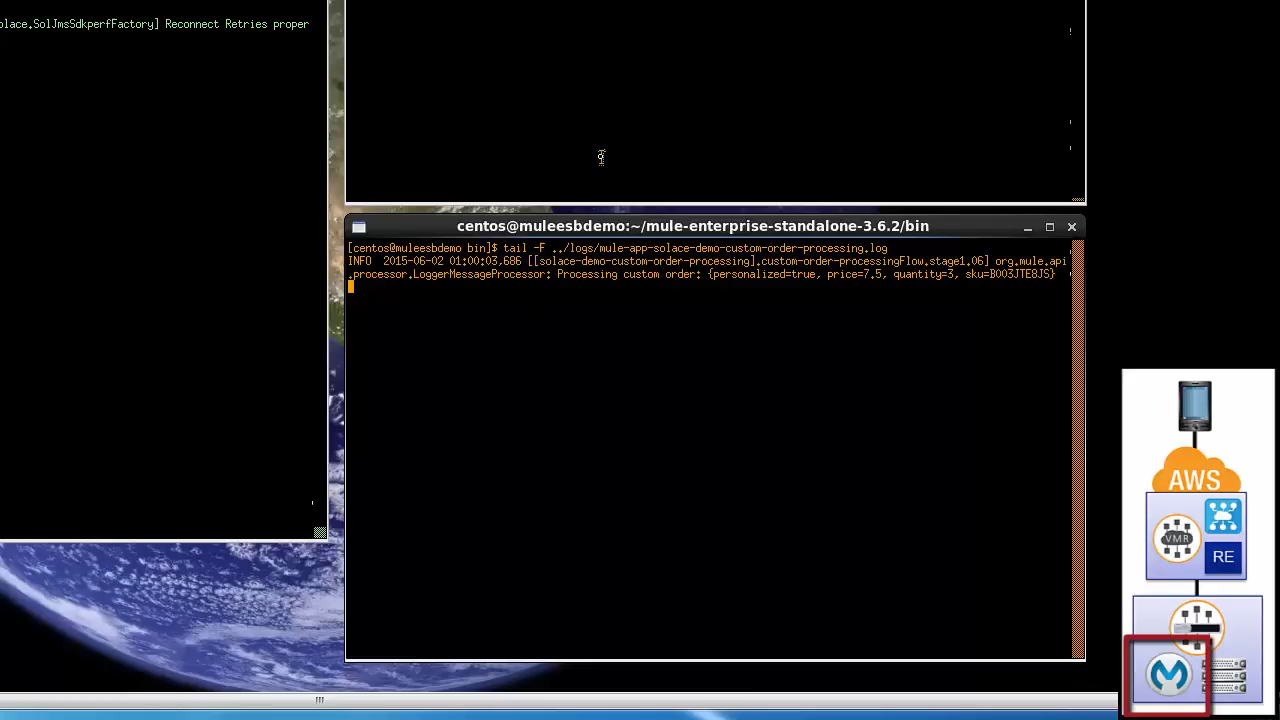 olace.SolJmsSdkperfFactory] Reconnect Retries proper
centos@muleesbdemo:~/mule-enterprise-standalone-3.6.2/bin
[centos@muleesbdemo bin]$ tail -F ../logs/mule-app-solace-demo-custom-order-processing.log
INFO  2015-06-02 01:00:03,686 [[solace-demo-custom-order-processing].custom-order-processingFlow.stage1.06] org.mule.api
.processor.LoggerMessageProcessor: Processing custom order: {personalized=true, price=7.5, quantity=3, sku=B003JTE8JS}
AWS
VMR
RE